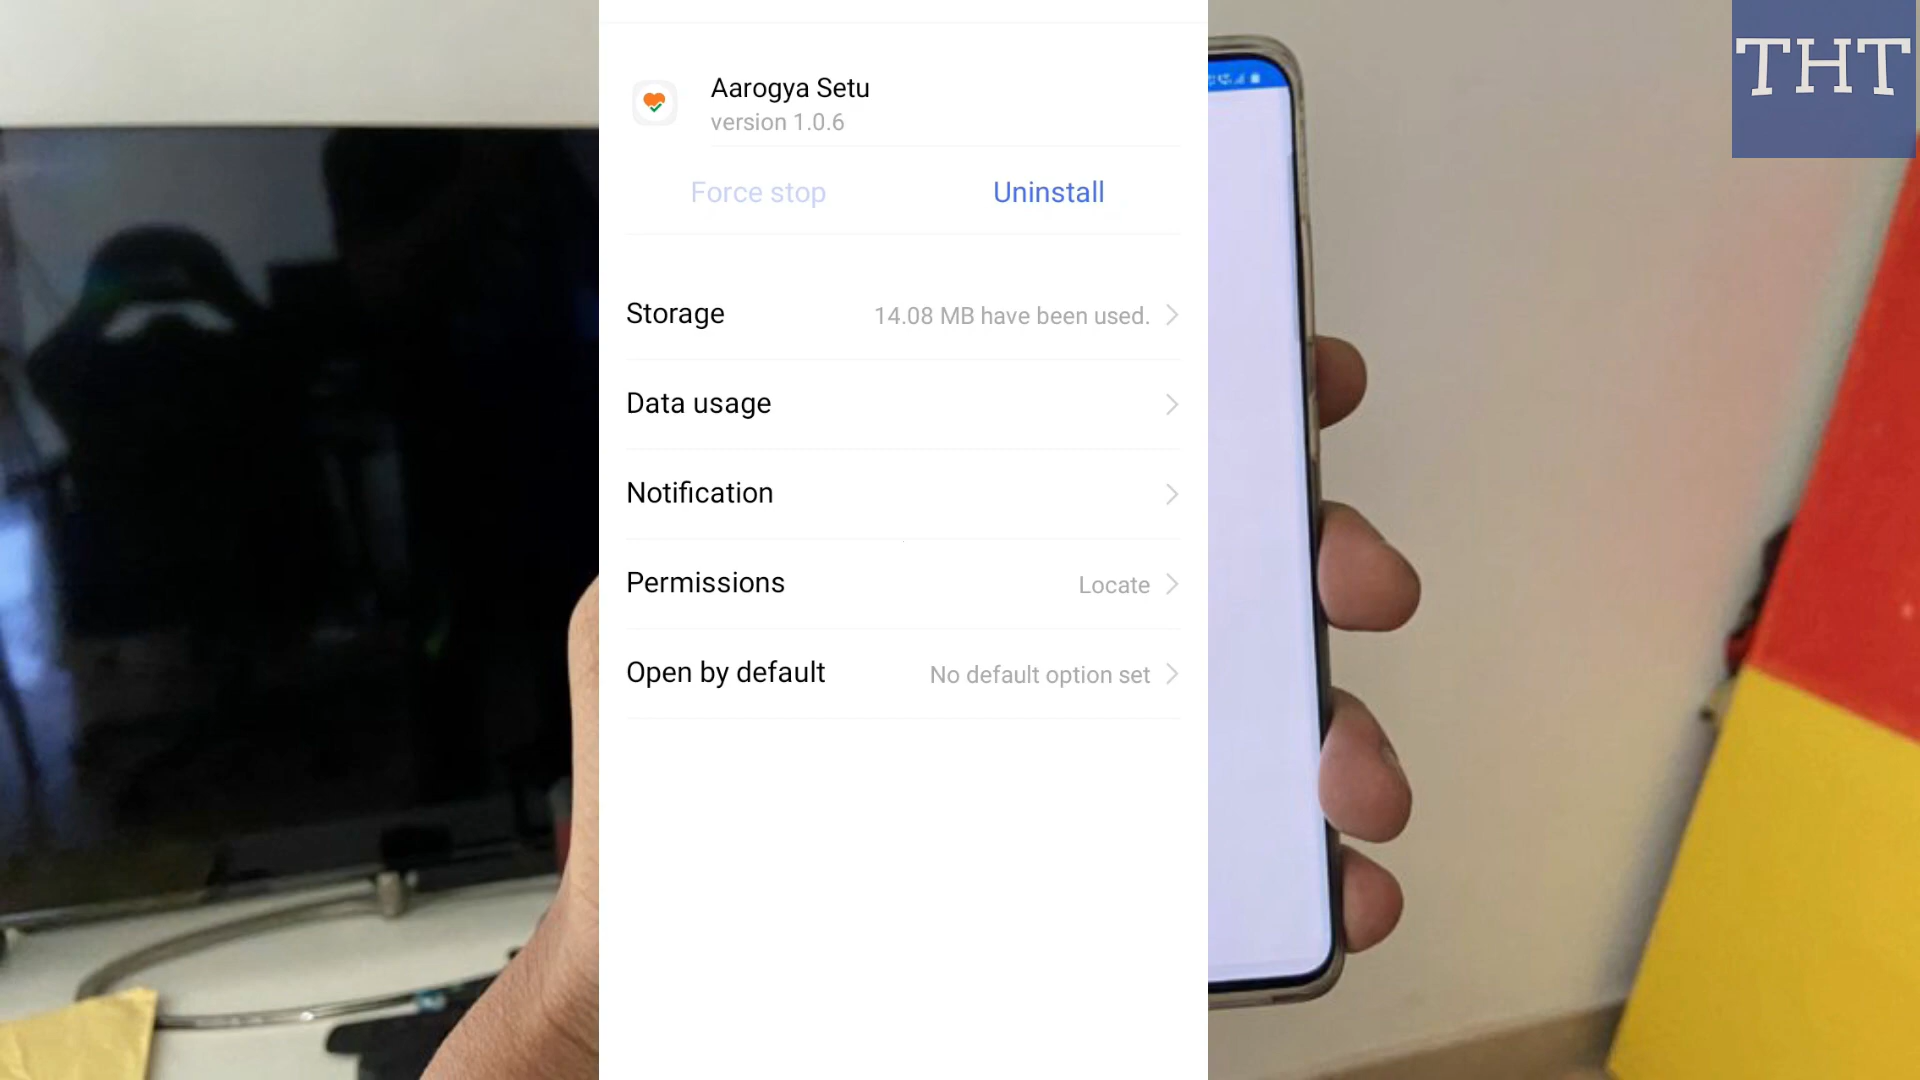 THT
Aarogya Setu
version 1.0.6
Force stop
Uninstall
Storage
14.08 MB have been used.
Data usage
Notification
Permissions
Locate
Open by default
No default option set